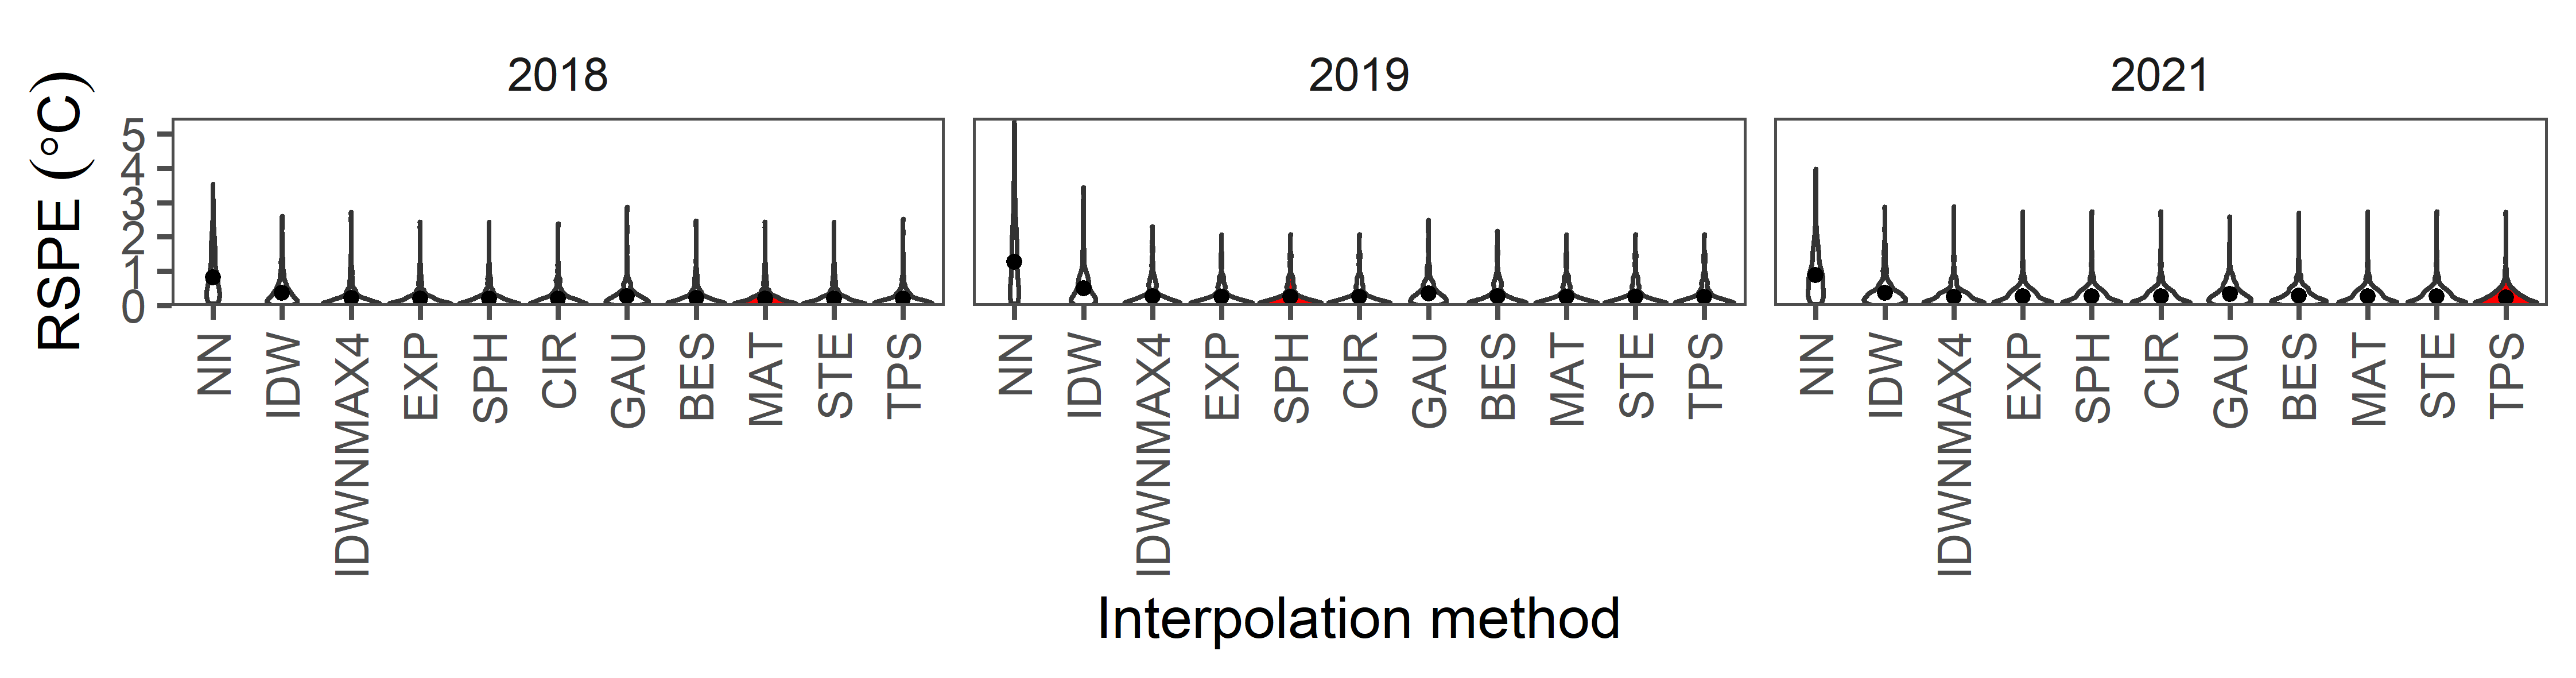 2018 2019 2021
RSPE (°C)
5
4
3
2
1
0
NN IDW IDWNMAX4 EXP SPH CIR GAU BES MAT STE TPS
NN IDW IDWNMAX4 EXP SPH CIR GAU BES MAT STE TPS
NN IDW IDWNMAX4 EXP SPH CIR GAU BES MAT STE TPS
Interpolation method